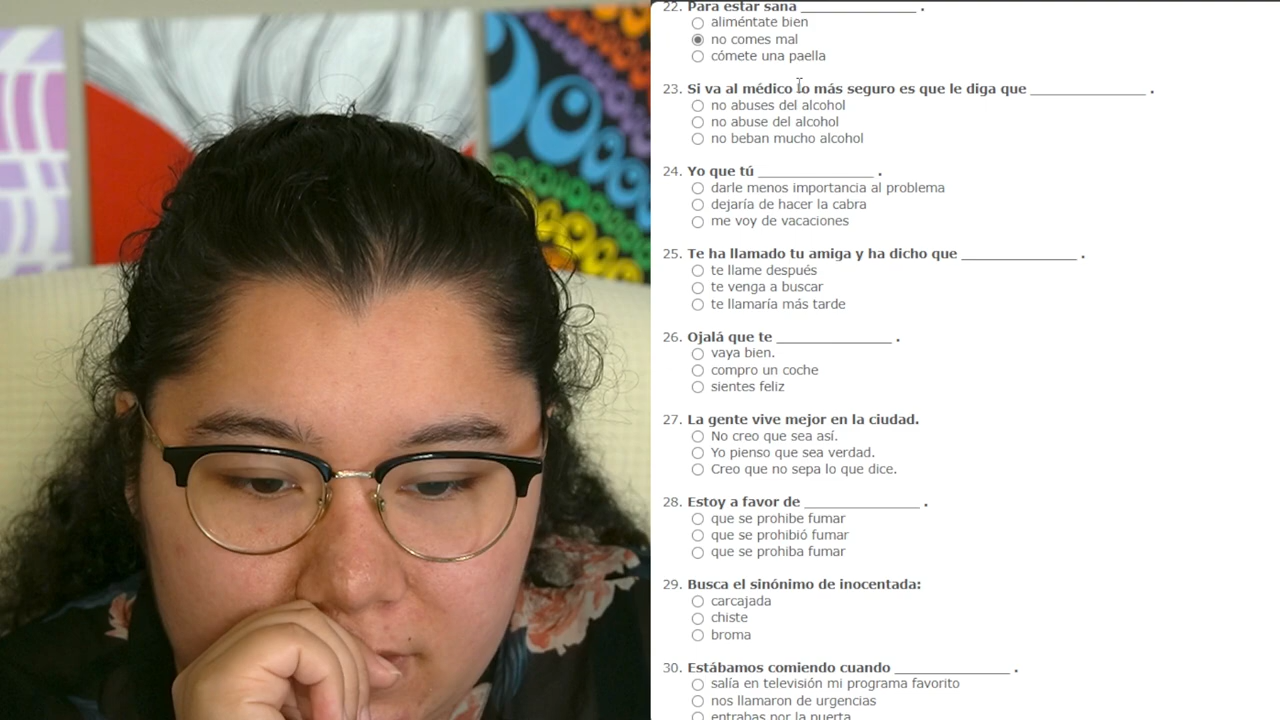 22. Para estar sana _______________ .
aliméntate bien
no comes mal
cómete una paella
23. Si va al médico lo más seguro es que le diga que _______________ .
no abuses del alcohol
no abuse del alcohol
no beban mucho alcohol
24. Yo que tú _______________ .
darle menos importancia al problema
dejaría de hacer la cabra
me voy de vacaciones
25. Te ha llamado tu amiga y ha dicho que _______________ .
te llame después
te venga a buscar
te llamaría más tarde
26. Ojalá que te _______________ .
vaya bien.
compro un coche
sientes feliz
27. La gente vive mejor en la ciudad.
No creo que sea así.
Yo pienso que sea verdad.
Creo que no sepa lo que dice.
28. Estoy a favor de _______________ .
que se prohibe fumar
que se prohibió fumar
que se prohiba fumar
29. Busca el sinónimo de inocentada:
carcajada
chiste
broma
30. Estábamos comiendo cuando _______________ .
salía en televisión mi programa favorito
nos llamaron de urgencias
entrabas por la puerta